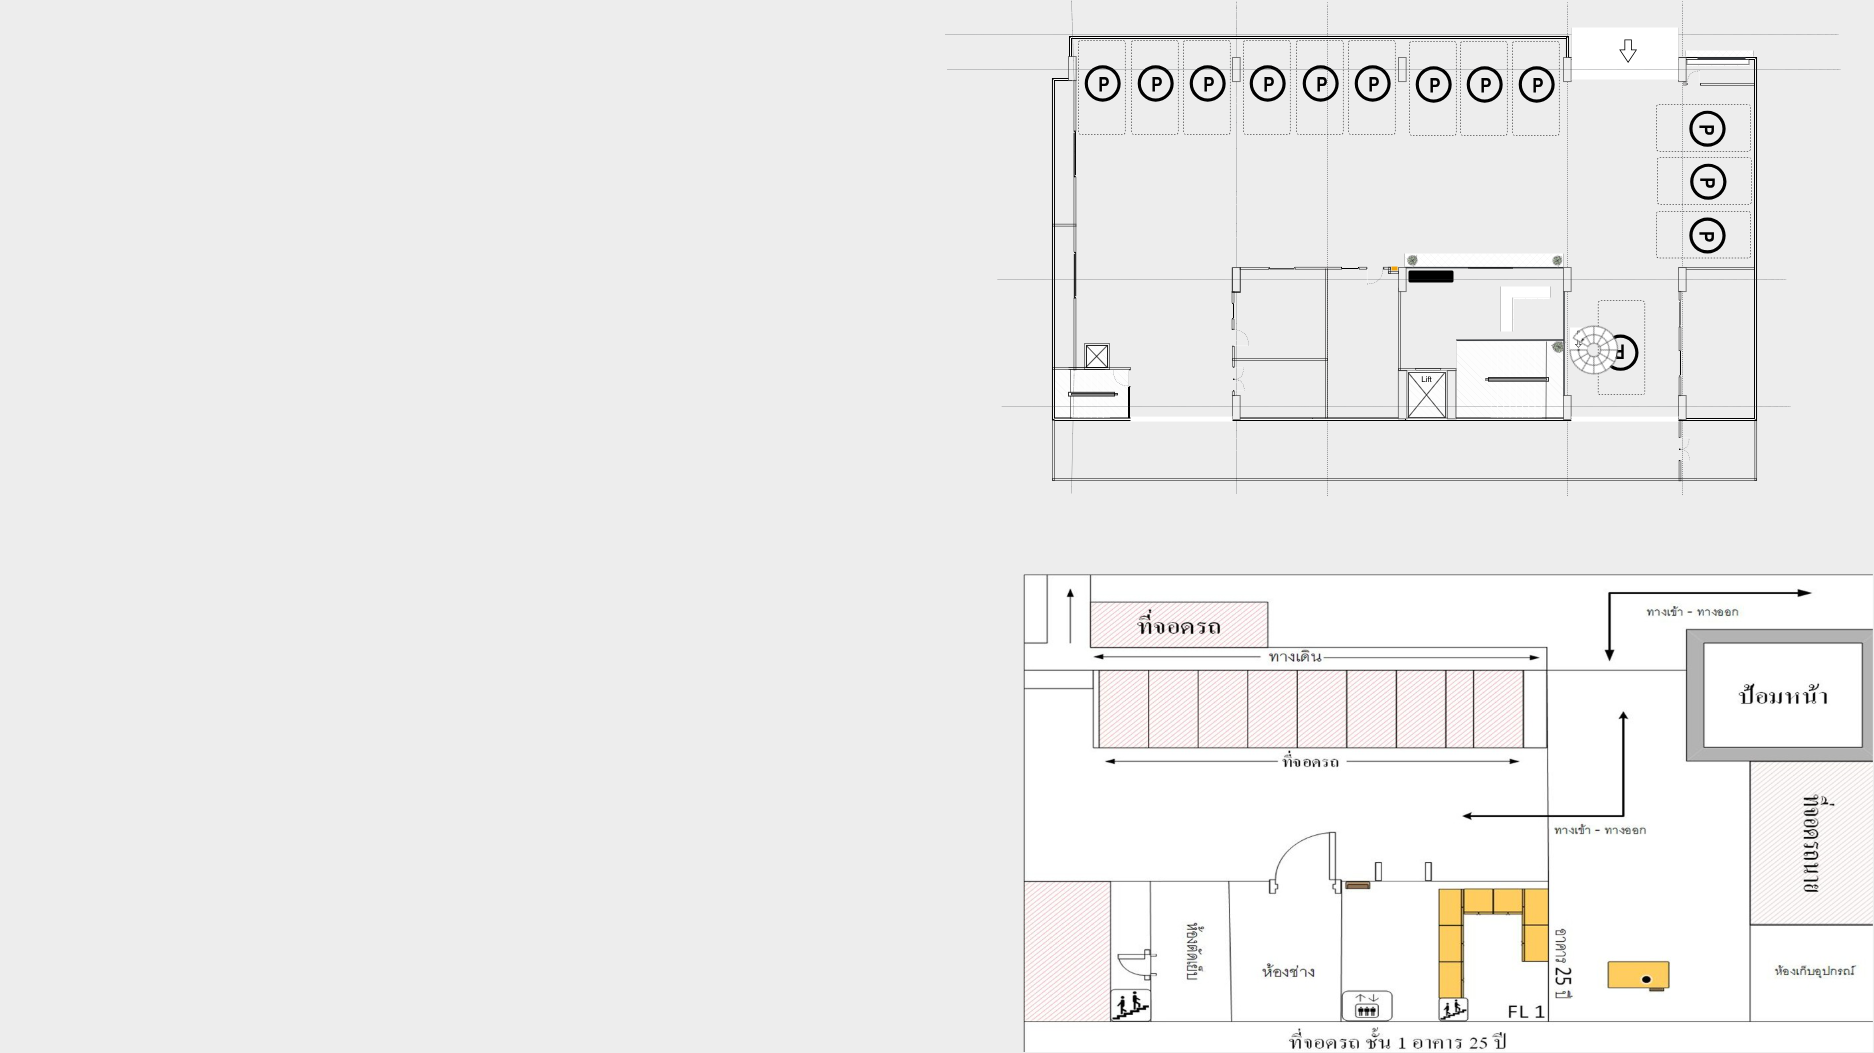 P P P P P P P P P
P
P
P
P
Lift
ที่จอดรถ
ทางเข้า - ทางออก
ทางเดิน
ป้อมหน้า
ที่จอดรถ
ทางเข้า - ทางออก
ที่จอดรถนาย
ห้องตัดเย็บ
ห้องช่าง
อาคาร 25 ปี
ห้องเก็บอุปกรณ์
FL 1
ที่จอดรถ ชั้น 1 อาคาร 25 ปี